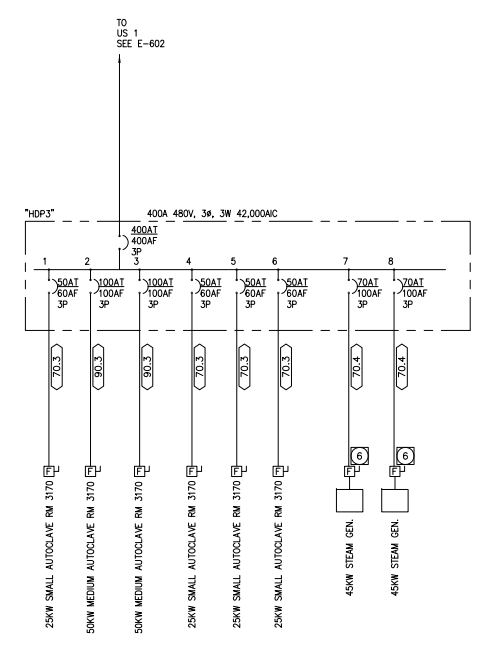 TO
US 1
SEE E-602
"HDP3"
400A 480V, 3ø, 3W 42,000AIC
400AT
400AF
3P
1
2
3
4
5
6
7
8
50AT
60AF
3P
100AT
100AF
3P
100AT
100AF
3P
50AT
60AF
3P
50AT
60AF
3P
50AT
60AF
3P
70AT
100AF
3P
70AT
100AF
3P
70.3
90.3
90.3
70.3
70.3
70.3
70.4
70.4
6
6
F
F
F
F
F
F
F
F
25KW SMALL AUTOCLAVE RM 3170
50KW MEDIUM AUTOCLAVE RM 3170
50KW MEDIUM AUTOCLAVE RM 3170
25KW SMALL AUTOCLAVE RM 3170
25KW SMALL AUTOCLAVE RM 3170
25KW SMALL AUTOCLAVE RM 3170
45KW STEAM GEN.
45KW STEAM GEN.